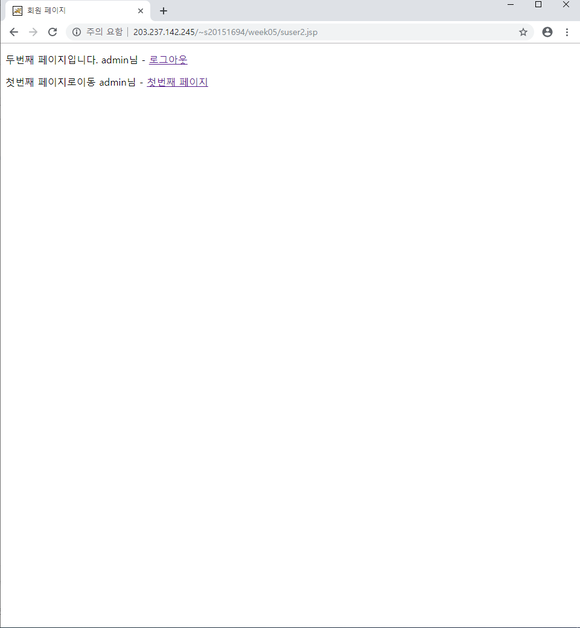 회원 페이지
주의 요함 203.237.142.245/~s20151694/week05/suser2.jsp
두번째 페이지입니다. admin님 - 로그아웃
첫번째 페이지로이동 admin님 - 첫번째 페이지